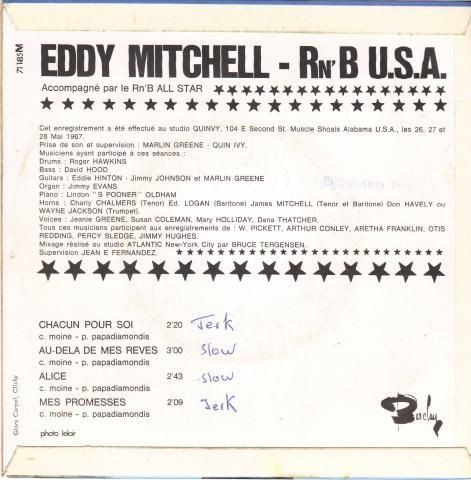 71185M
EDDY MITCHELL - RN'B U.S.A.
Accompagné par le Rn'B ALL STAR
Cet enregistrement a été effectué au studio QUINVY, 104 E Second St. Muscle Shoals Alabama U.S.A., les 26, 27 et
28 Mai 1967.
Prise de son et supervision : MARLIN GREENE - QUIN IVY.
Musiciens ayant participé à ces séances :
Drums : Roger HAWKINS
Bass : David HOOD
Guitars : Eddie HINTON - Jimmy JOHNSON et MARLIN GREENE
Organ : Jimmy EVANS
Piano : Lindon "S POONER" OLDHAM
Horns : Charly CHALMERS (Tenor) Ed. LOGAN (Baritone) James MITCHELL (Tenor et Baritone) Don HAVELY ou
WAYNE JACKSON (Trumpet).
Voices : Jeanie GREENE, Susan COLEMAN, Mary HOLLIDAY, Dana THATCHER.
Tous ces musiciens participent aux enregistrements de : W. PICKETT, ARTHUR CONLEY, ARETHA FRANKLIN, OTIS
REDDING, PERCY SLEDGE, JIMMY HUGHES.
Mixage réalisé au studio ATLANTIC New-York City par BRUCE TERGENSEN.
Supervision JEAN E FERNANDEZ.
CHACUN POUR SOI 2'20 Jerk
c. moine - p. papadiamondis
AU-DELA DE MES REVES 3'00 Slow
c. moine - p. papadiamondis
ALICE 2'43 Slow
c. moine - p. papadiamondis
MES PROMESSES 2'09 Jerk
c. moine - p. papadiamondis
photo leloir
Barclay